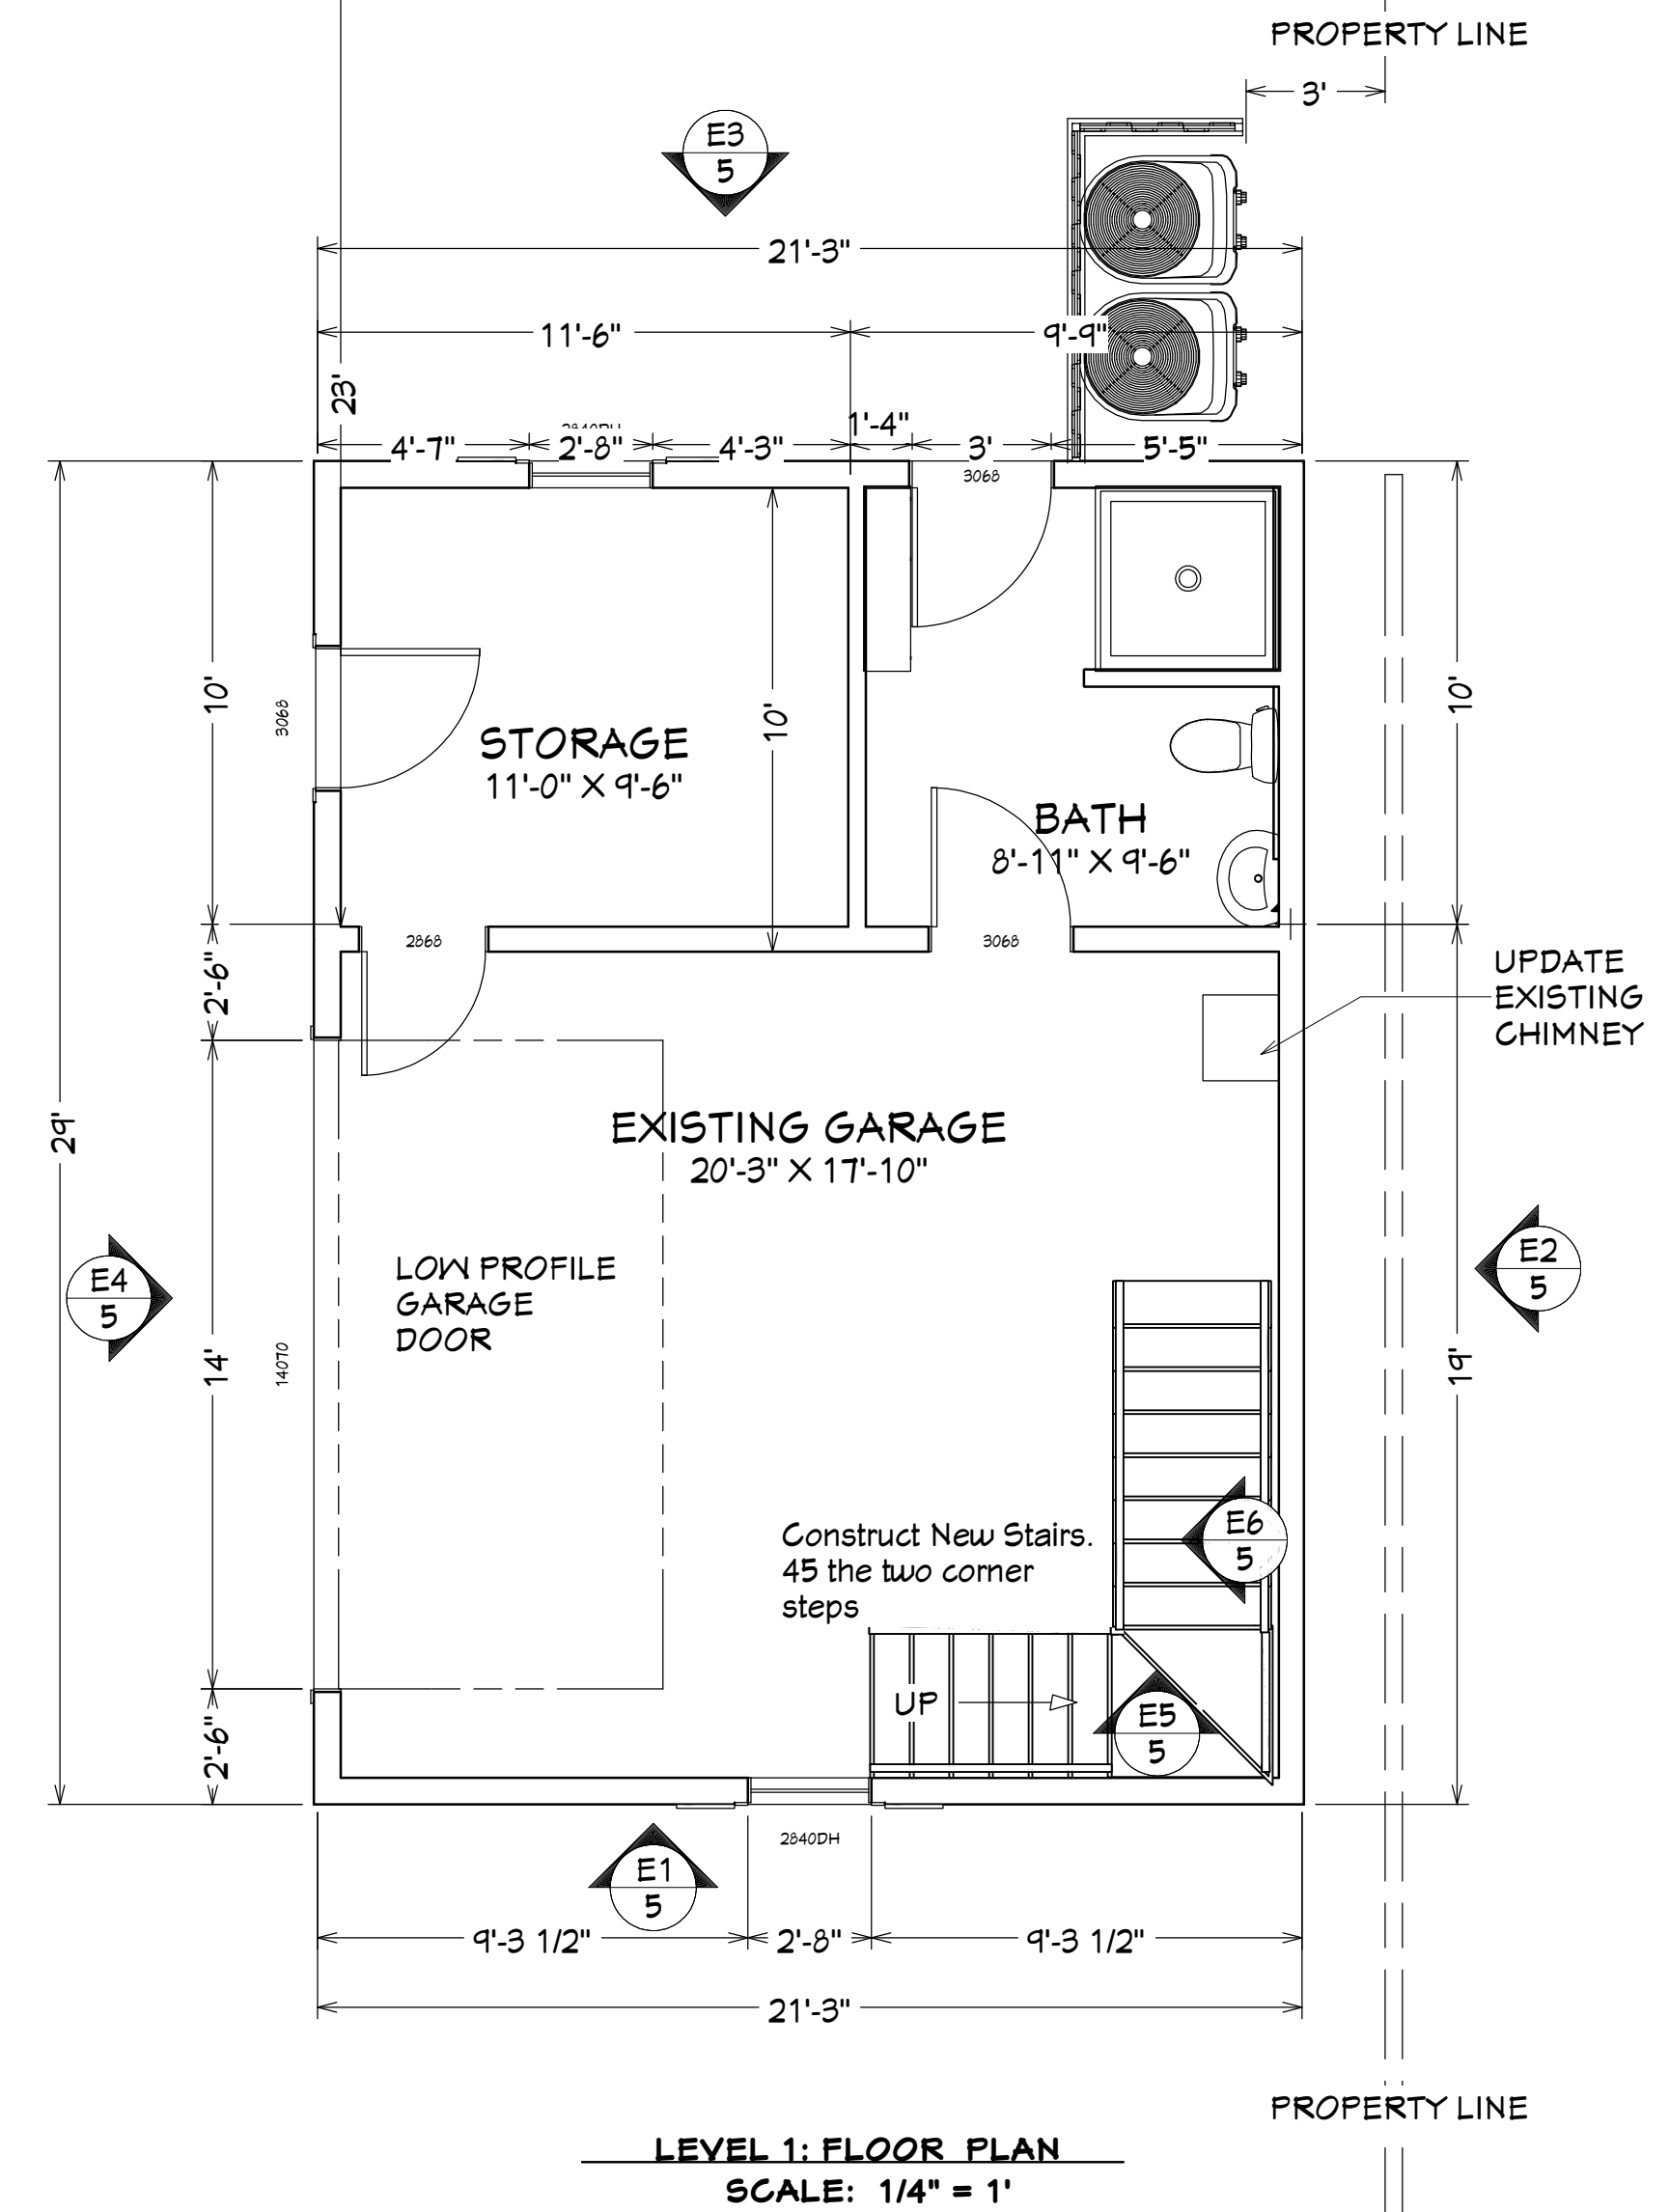 PROPERTY LINE
3'
E3
5
21'-3"
11'-6"
9'-9"
23'
1'-4"
4'-7"
2'-8"
4'-3"
3'
5'-5"
3068
10'
3068
10'
10'
STORAGE
11'-0" X 9'-6"
BATH
8'-11" X 9'-6"
2868
3068
2'-6"
UPDATE
EXISTING
CHIMNEY
29'
EXISTING GARAGE
20'-3" X 17'-10"
LOW PROFILE
GARAGE
DOOR
E4
5
E2
5
14'
14070
19'
Construct New Stairs.
45 the two corner
steps
E6
5
UP
E5
5
2'-6"
2840DH
E1
5
9'-3 1/2"
2'-8"
9'-3 1/2"
21'-3"
PROPERTY LINE
LEVEL 1: FLOOR PLAN
SCALE: 1/4" = 1'